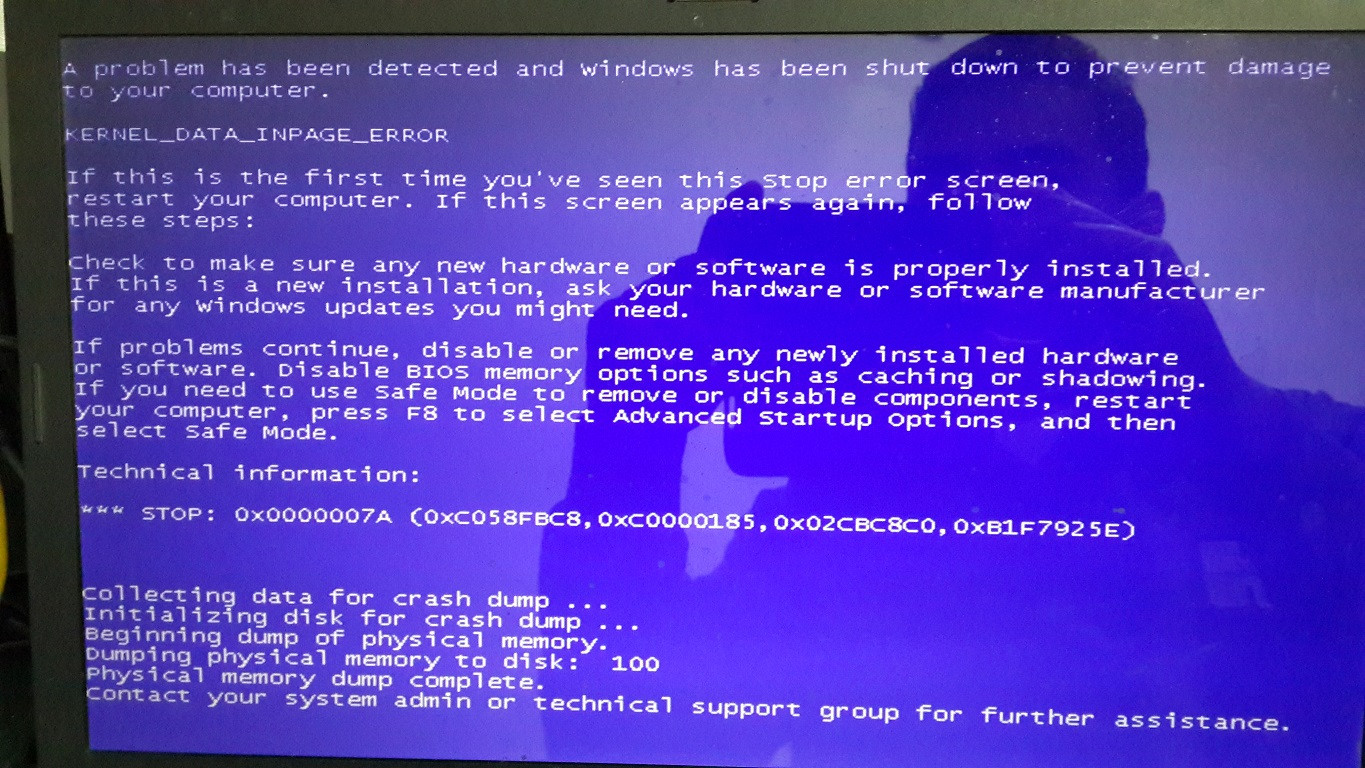 A problem has been detected and windows has been shut down to prevent damage
to your computer.
KERNEL_DATA_INPAGE_ERROR
If this is the first time you've seen this Stop error screen,
restart your computer. If this screen appears again, follow
these steps:
Check to make sure any new hardware or software is properly installed.
If this is a new installation, ask your hardware or software manufacturer
for any windows updates you might need.
If problems continue, disable or remove any newly installed hardware
or software. Disable BIOS memory options such as caching or shadowing.
If you need to use Safe Mode to remove or disable components, restart
your computer, press F8 to select Advanced Startup Options, and then
select Safe Mode.
Technical information:
*** STOP: 0x0000007A (0xC058FBC8,0xC0000185,0x02CBC8C0,0xB1F7925E)
Collecting data for crash dump ...
Initializing disk for crash dump ...
Beginning dump of physical memory.
Dumping physical memory to disk: 100
Physical memory dump complete.
Contact your system admin or technical support group for further assistance.